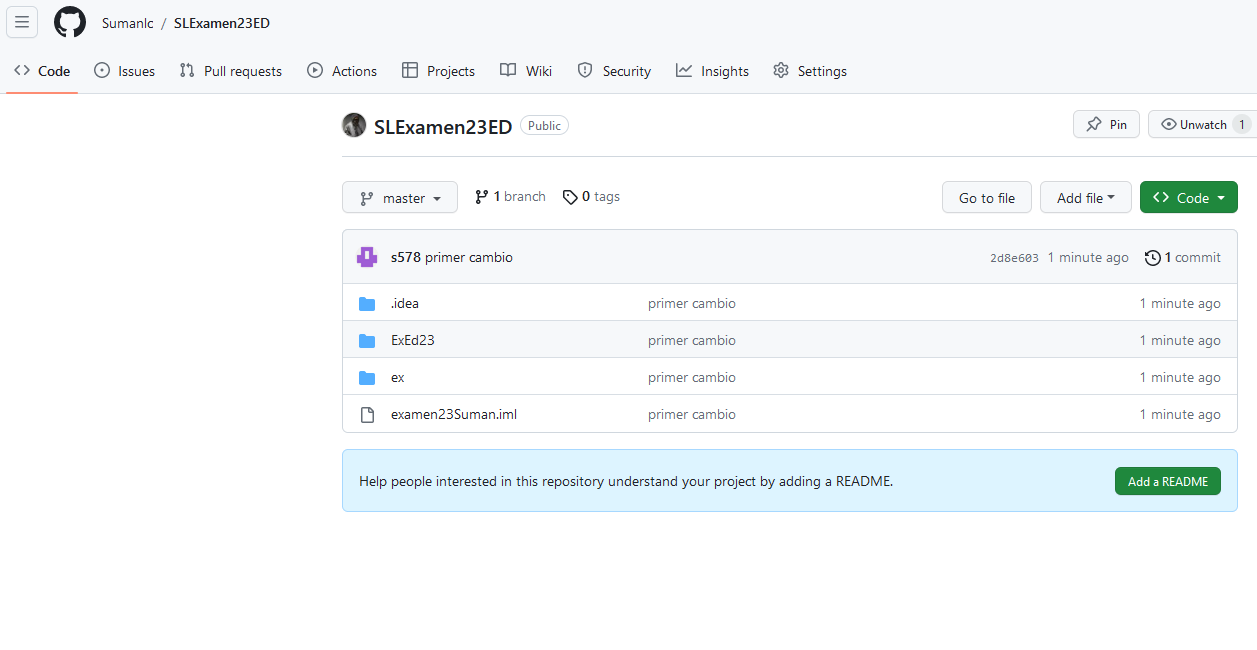 Sumanlc / SLExamen23ED
Code Issues Pull requests Actions Projects Wiki Security Insights Settings
SLExamen23ED Public Pin Unwatch 1
master 1 branch 0 tags Go to file Add file Code
s578 primer cambio 2d8e603 1 minute ago 1 commit
.idea primer cambio 1 minute ago
ExEd23 primer cambio 1 minute ago
ex primer cambio 1 minute ago
examen23Suman.iml primer cambio 1 minute ago
Help people interested in this repository understand your project by adding a README. Add a README